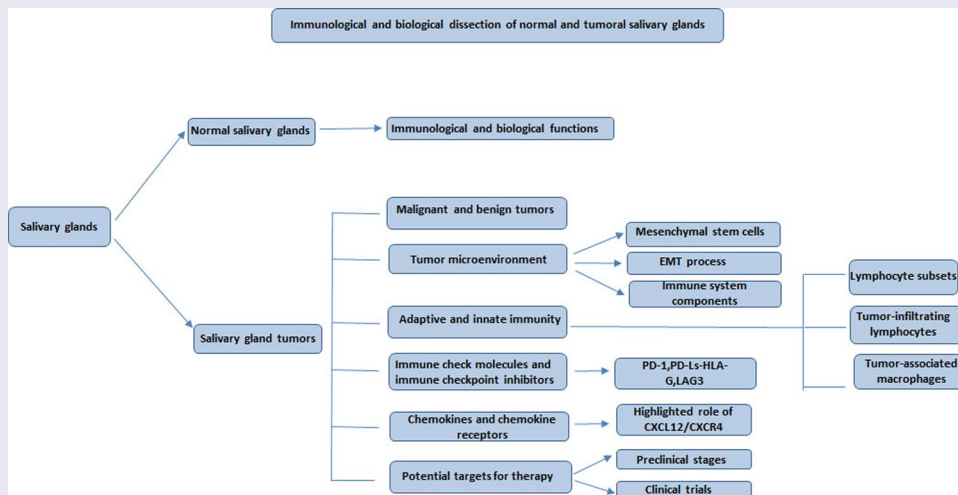 Immunological and biological dissection of normal and tumoral salivary glands
Normal salivary glands
Immunological and biological functions
Salivary glands
Malignant and benign tumors
Tumor microenvironment
Mesenchymal stem cells
EMT process
Immune system
components
Salivary gland tumors
Adaptive and innate immunity
Lymphocyte subsets
Tumor-infiltrating
lymphocytes
Tumor-associated
macrophages
Immune check molecules and
immune checkpoint inhibitors
PD-1,PD-Ls-HLA-
G,LAG3
Chemokines and chemokine
receptors
Highlighted role of
CXCL12/CXCR4
Potential targets for therapy
Preclinical stages
Clinical trials